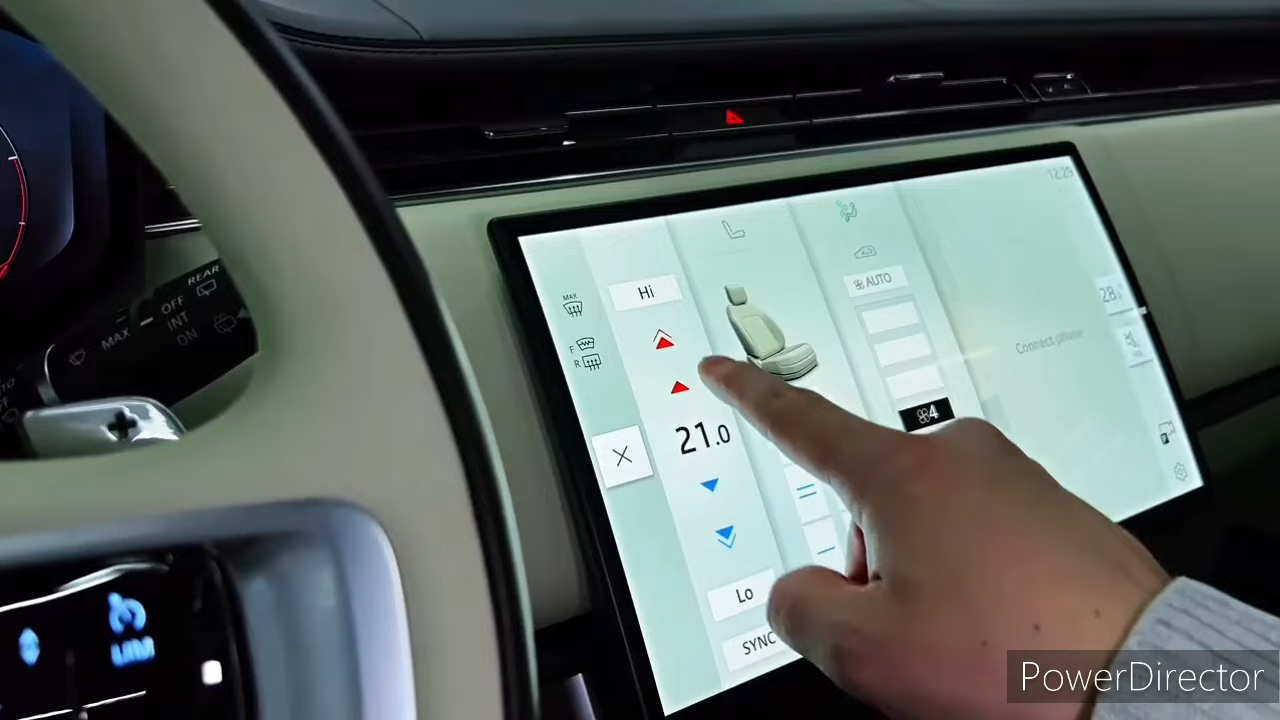 12:29
REAR
OFF
MAX
INT
ON
MAX
Hi
AUTO
F
R
28.
Connect phone
4
21.0
Lo
SYNC
LIM
PowerDirector